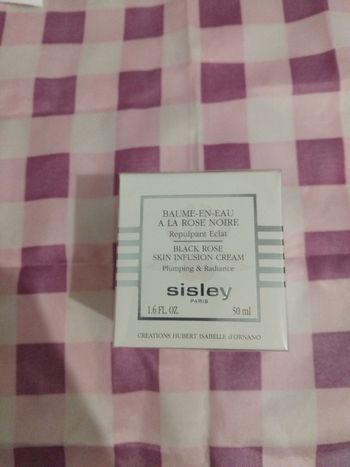 BAUME-EN-EAU
A LA ROSE NOIRE
Repulpant Eclat
BLACK ROSE
SKIN INFUSION CREAM
Plumping & Radiance
sisley
PARIS
1.6 FL. OZ. 50 ml
CREATIONS HUBERT ISABELLE d'ORNANO